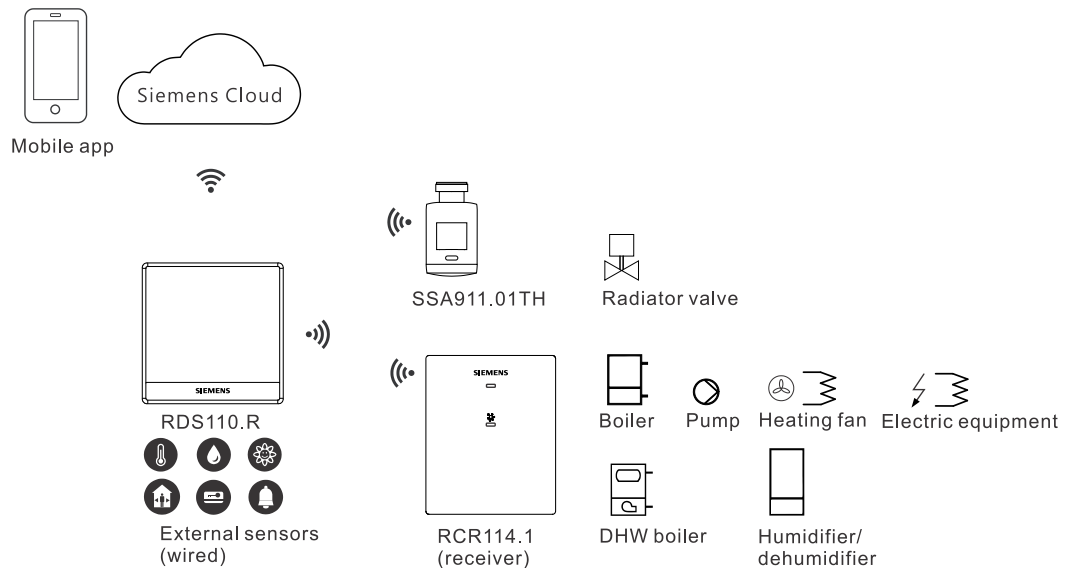 Siemens Cloud
Mobile app
SSA911.01TH
Radiator valve
SIEMENS
RDS110.R
SIEMENS
Boiler
Pump
Heating fan
Electric equipment
External sensors
(wired)
RCR114.1
(receiver)
DHW boiler
Humidifier/
dehumidifier